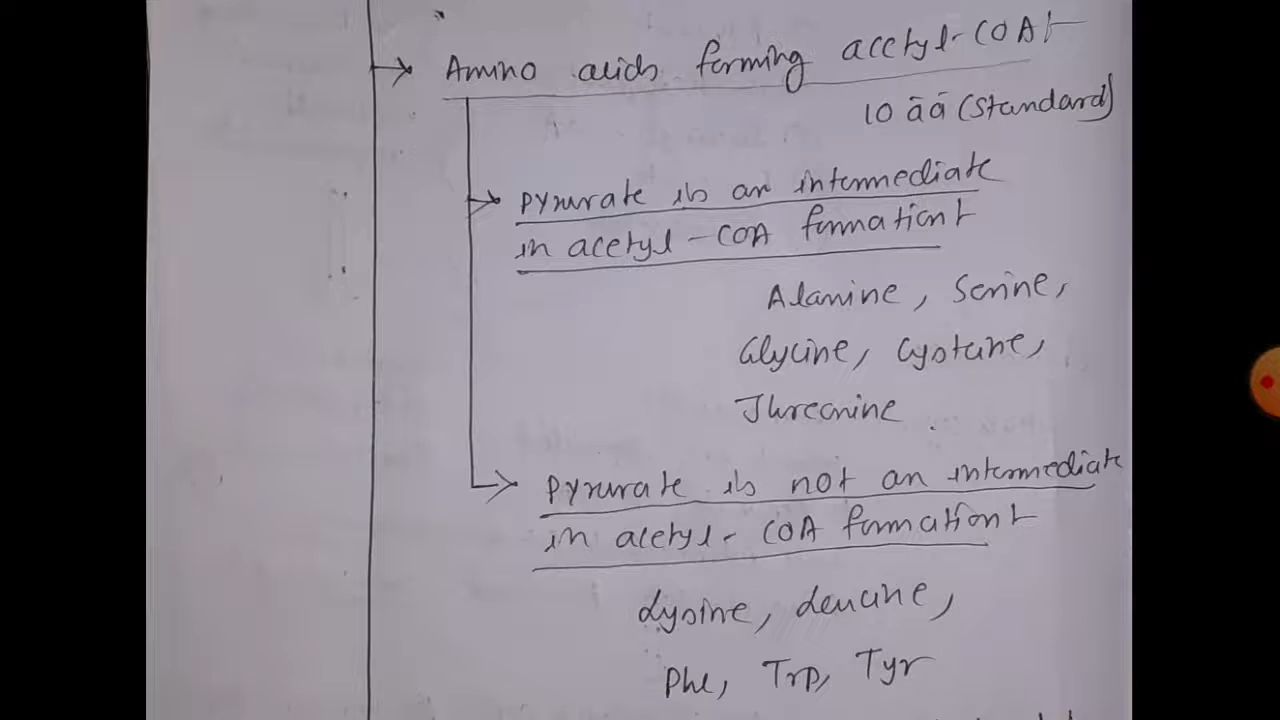 Amino acids forming acetyl-COA:-
10 āā (standard)
Pyruvate is an intermediate
in acetyl-COA formation:-
Alanine, Serine,
Glycine, Cysteine,
Threonine.
Pyruvate is not an intermediate
in acetyl-COA formation:-
Lysine, Leucine,
Phe, Trp, Tyr